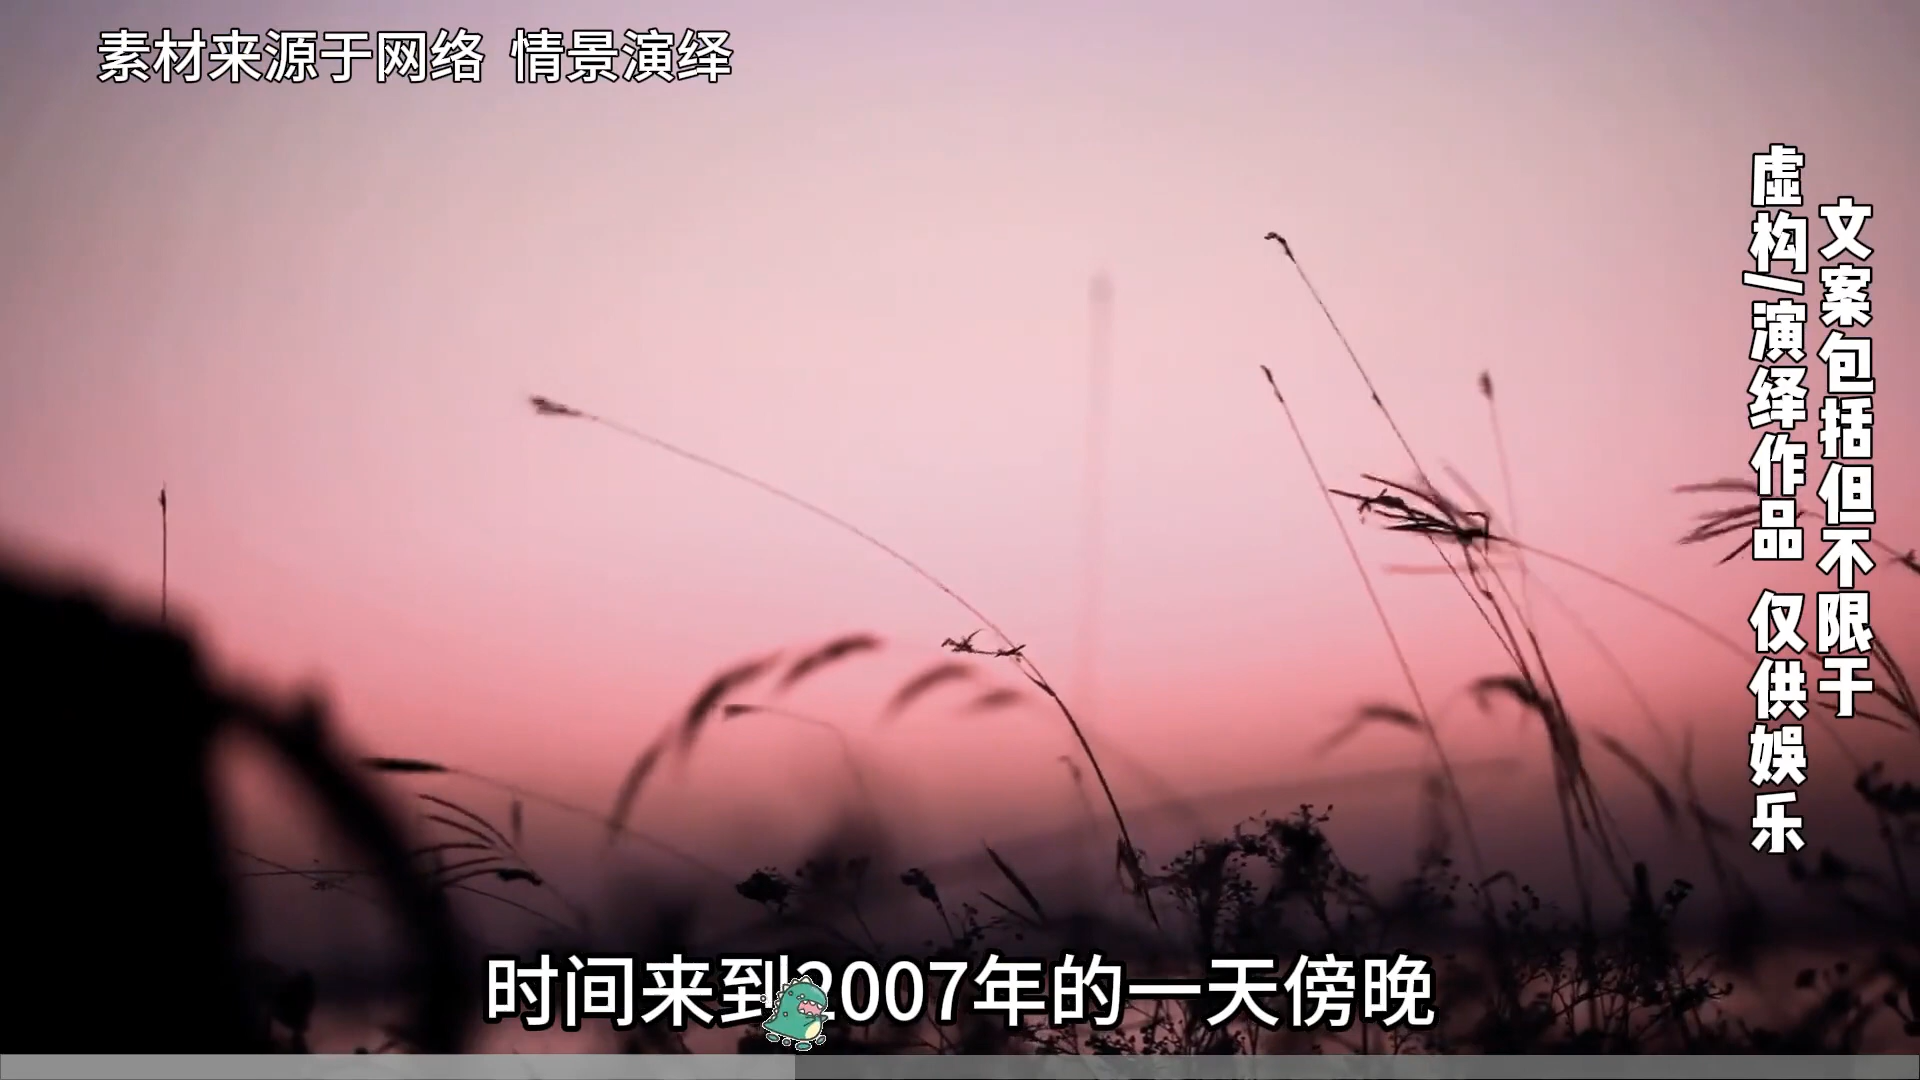 素材来源于网络 情景演绎
文案包括但不限于
虚构/演绎作品 仅供娱乐
时间来到2007年的一天傍晚